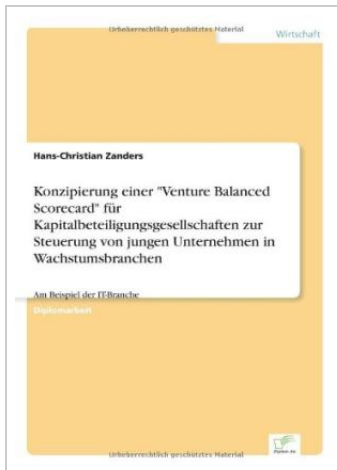 Urheberrechtlich geschütztes Material
Wirtschaft
Hans-Christian Zanders
Konzipierung einer "Venture Balanced
Scorecard" für
Kapitalbeteiligungsgesellschaften zur
Steuerung von jungen Unternehmen in
Wachstumsbranchen
Am Beispiel der IT-Branche
Diplomarbeit
Urheberrechtlich geschütztes Material